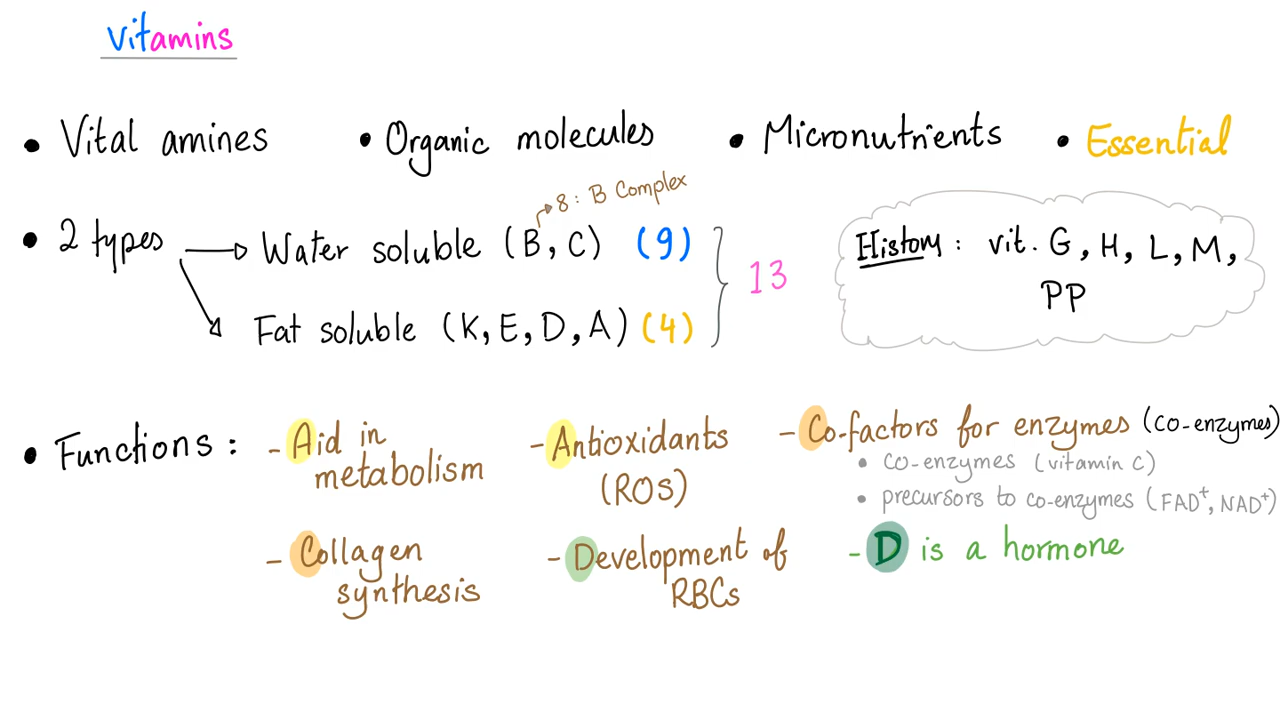 Vitamins
• Vital amines • Organic molecules • Micronutrients • Essential
8: B Complex
• 2 types → Water soluble (B, C) (9)
Fat soluble (K, E, D, A) (4)
13
History: vit. G, H, L, M,
PP
• Functions: - Aid in
metabolism
- Antioxidants
(ROS)
- Co-factors for enzymes (co-enzymes)
• co-enzymes (vitamin c)
• precursors to co-enzymes (FAD⁺, NAD⁺)
- Collagen
synthesis
- Development of
RBCs
- D is a hormone